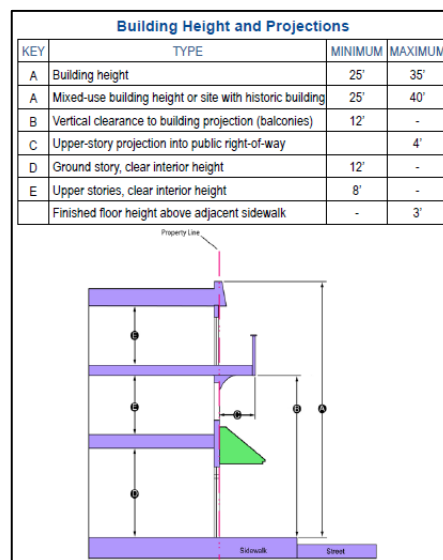 Building Height and Projections
KEY TYPE MINIMUM MAXIMUM
A Building height 25' 35'
A Mixed-use building height or site with historic building 25' 40'
B Vertical clearance to building projection (balconies) 12' -
C Upper-story projection into public right-of-way 4'
D Ground story, clear interior height 12' -
E Upper stories, clear interior height 8' -
Finished floor height above adjacent sidewalk - 3'
Property Line
E
C
E
B
A
D
Sidewalk Street